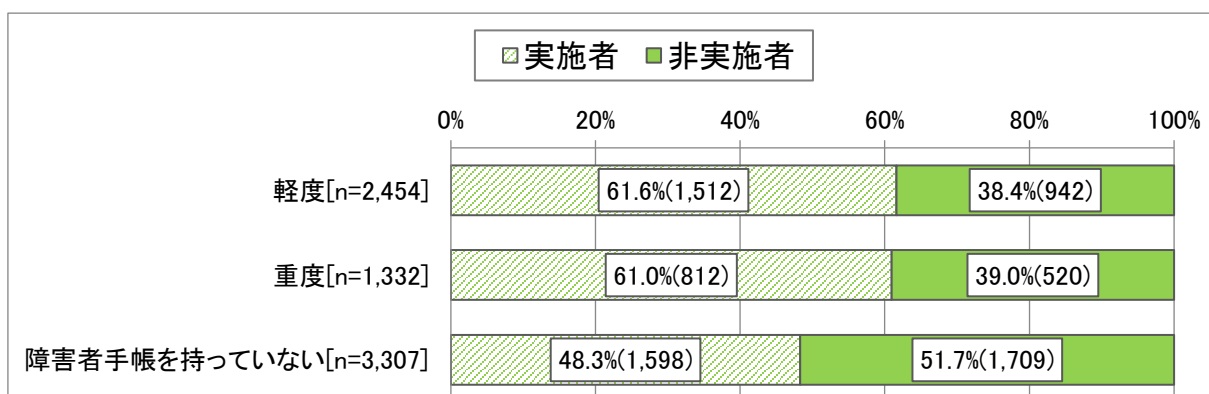 実施者 非実施者
0% 20% 40% 60% 80% 100%
軽度[n=2,454] 61.6%(1,512) 38.4%(942)
重度[n=1,332] 61.0%(812) 39.0%(520)
障害者手帳を持っていない[n=3,307] 48.3%(1,598) 51.7%(1,709)